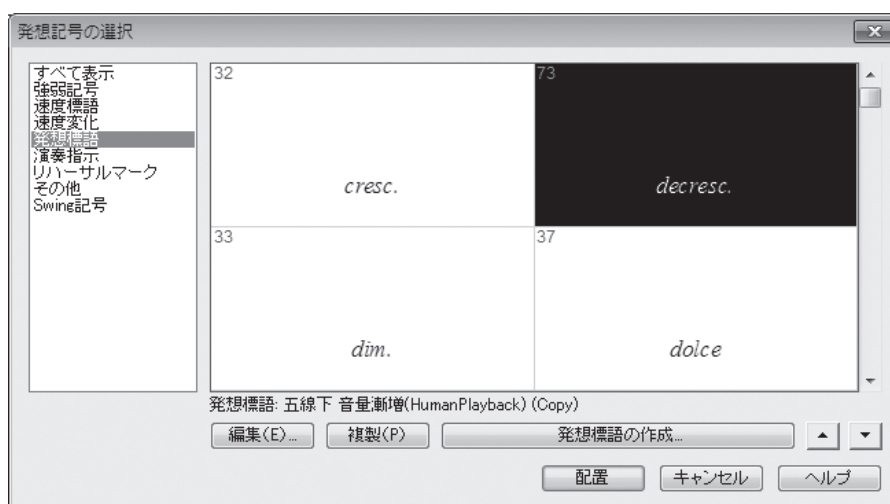 発想記号の選択
すべて表示
強弱記号
速度標語
速度変化
発想標語
演奏指示
リハーサルマーク
その他
Swing記号
32
cresc.
73
decresc.
33
dim.
37
dolce
発想標語: 五線下 音量漸増(HumanPlayback) (Copy)
編集(E)...
複製(P)
発想標語の作成...
配置
キャンセル
ヘルプ